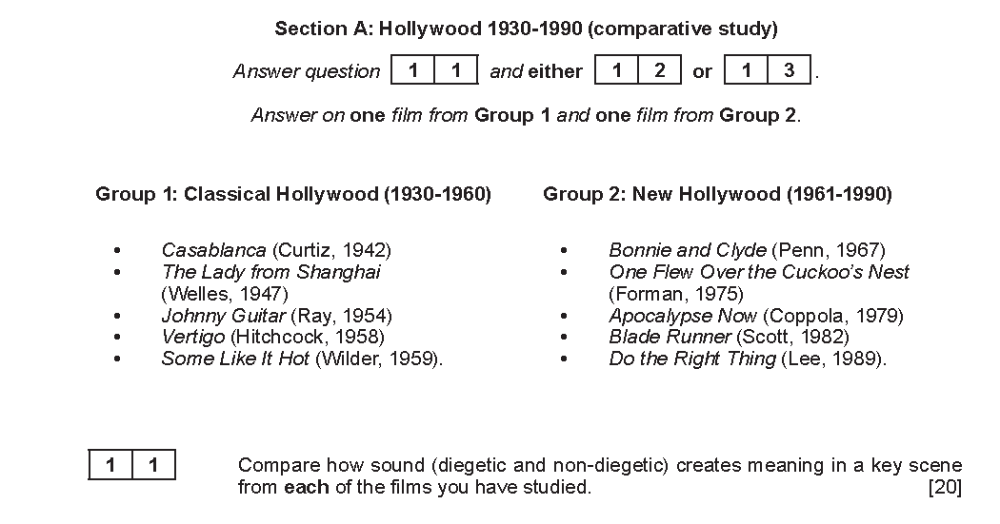 Section A: Hollywood 1930-1990 (comparative study)
Answer question 1 1 and either 1 2 or 1 3 .
Answer on one film from Group 1 and one film from Group 2.
Group 1: Classical Hollywood (1930-1960)
• Casablanca (Curtiz, 1942)
• The Lady from Shanghai
(Welles, 1947)
• Johnny Guitar (Ray, 1954)
• Vertigo (Hitchcock, 1958)
• Some Like It Hot (Wilder, 1959).
Group 2: New Hollywood (1961-1990)
• Bonnie and Clyde (Penn, 1967)
• One Flew Over the Cuckoo's Nest
(Forman, 1975)
• Apocalypse Now (Coppola, 1979)
• Blade Runner (Scott, 1982)
• Do the Right Thing (Lee, 1989).
1 1 Compare how sound (diegetic and non-diegetic) creates meaning in a key scene
from each of the films you have studied. [20]